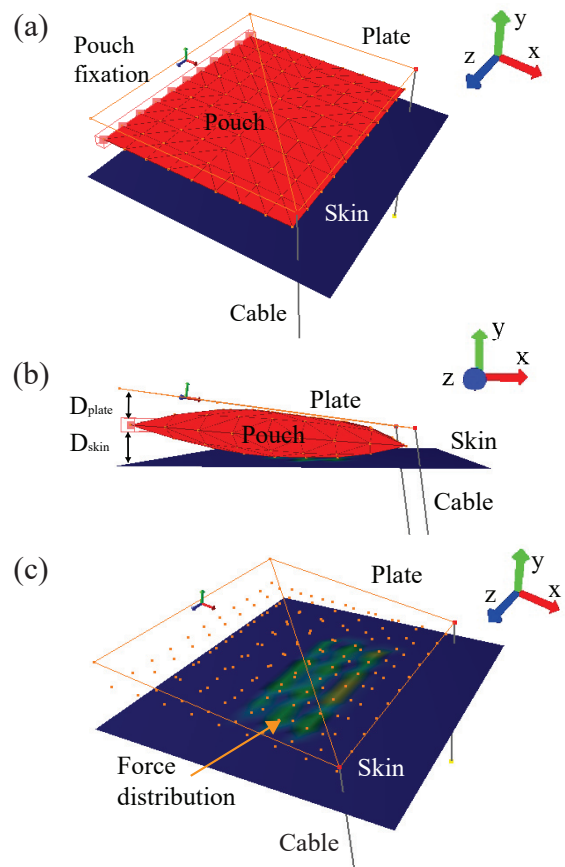 (a)
Plate
Pouch
fixation
y
x
z
Pouch
Skin
Cable
(b)
y
z
x
Plate
Dplate
Skin
Pouch
Dskin
Cable
(c)
Plate
y
z
x
Force
distribution
Skin
Cable